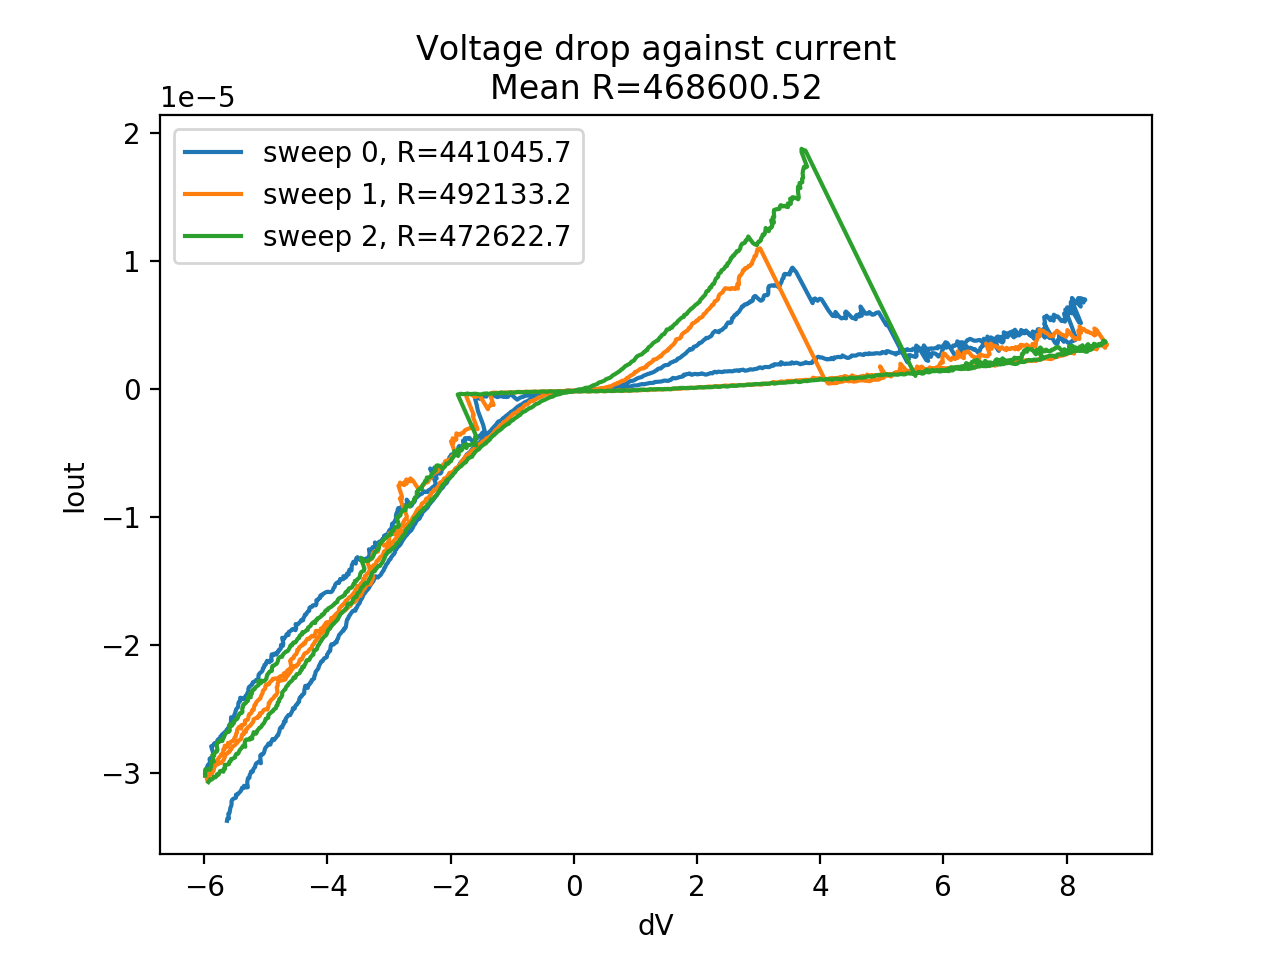 Voltage drop against current
Mean R=468600.52
1e−5
sweep 0, R=441045.7
sweep 1, R=492133.2
sweep 2, R=472622.7
2
1
0
−1
−2
−3
Iout
−6
−4
−2
0
2
4
6
8
dV